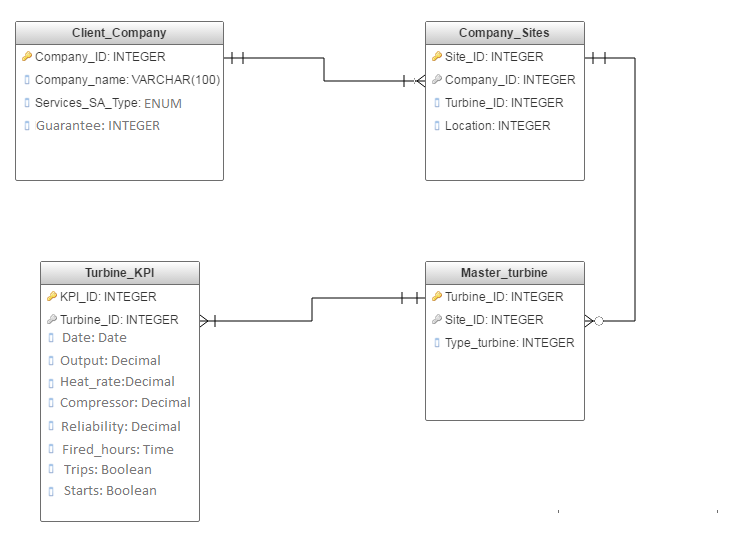 Client_Company
Company_ID: INTEGER
Company_name: VARCHAR(100)
Services_SA_Type: ENUM
Guarantee: INTEGER
Company_Sites
Site_ID: INTEGER
Company_ID: INTEGER
Turbine_ID: INTEGER
Location: INTEGER
Turbine_KPI
KPI_ID: INTEGER
Turbine_ID: INTEGER
Date: Date
Output: Decimal
Heat_rate:Decimal
Compressor: Decimal
Reliability: Decimal
Fired_hours: Time
Trips: Boolean
Starts: Boolean
Master_turbine
Turbine_ID: INTEGER
Site_ID: INTEGER
Type_turbine: INTEGER